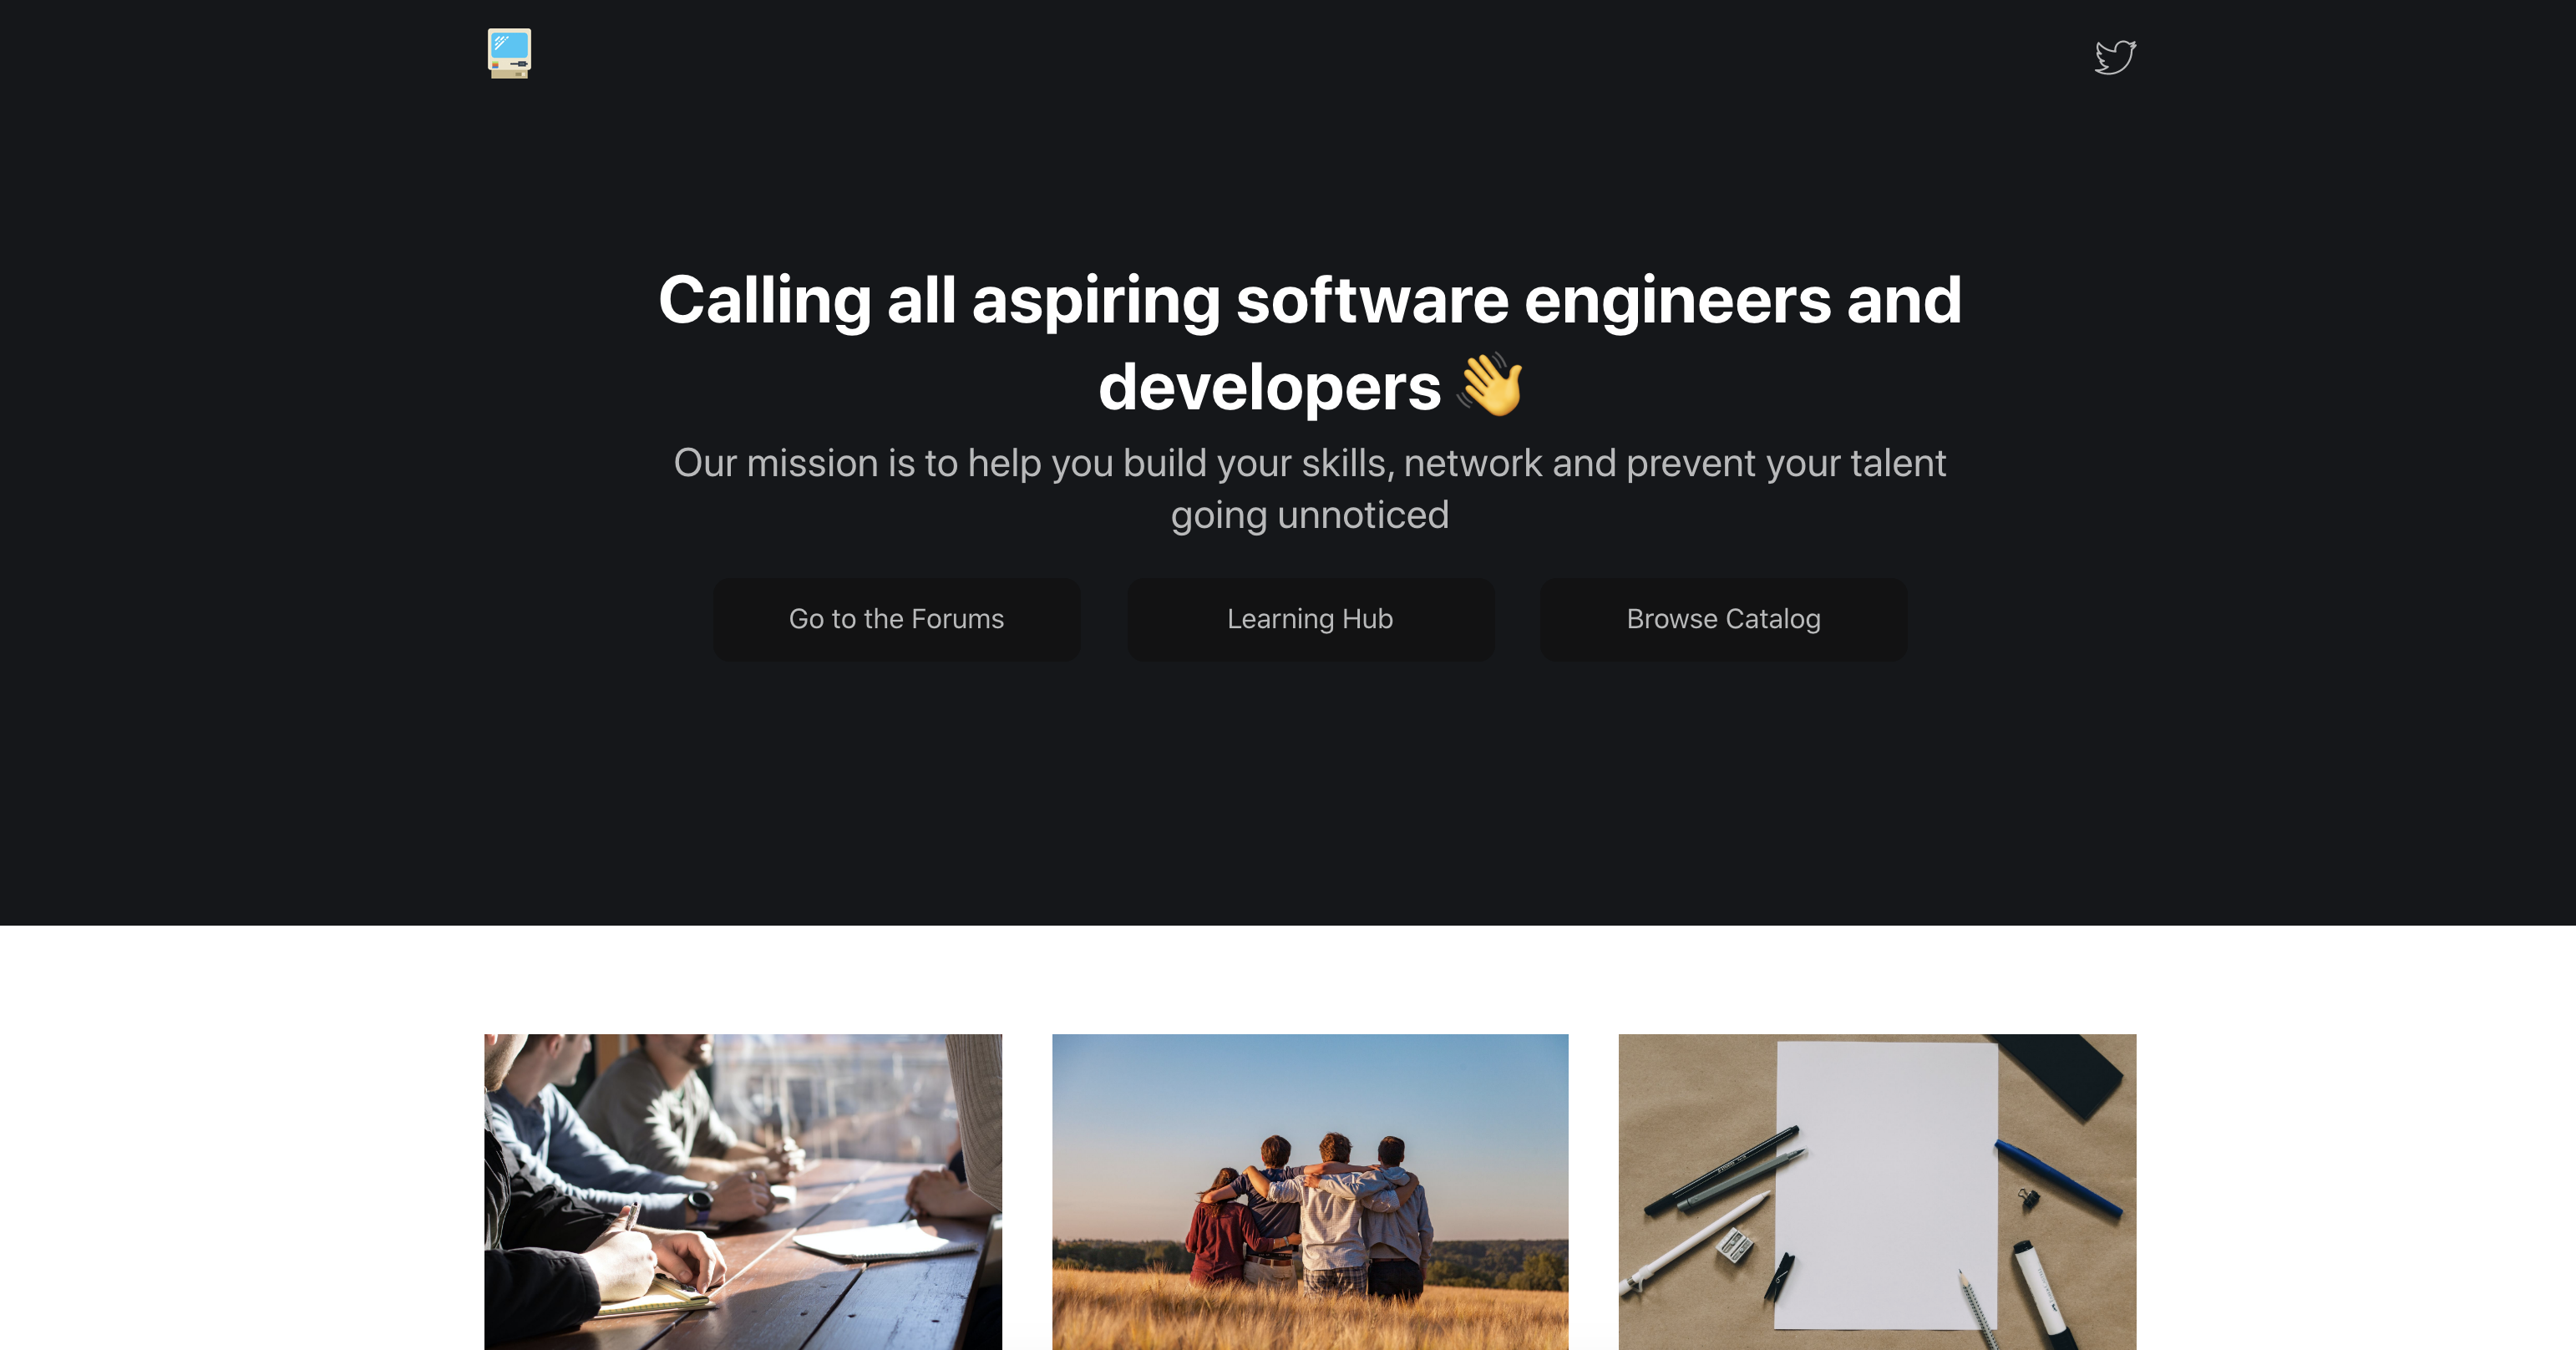 Calling all aspiring software engineers and
developers 👋
Our mission is to help you build your skills, network and prevent your talent
going unnoticed
Go to the Forums
Learning Hub
Browse Catalog